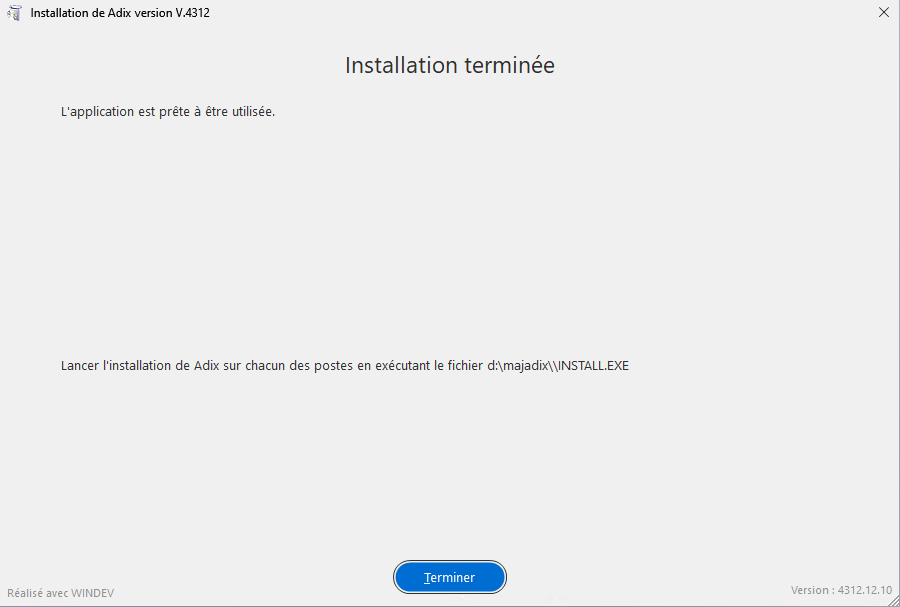 Installation de Adix version V.4312
Installation terminée
L'application est prête à être utilisée.
Lancer l'installation de Adix sur chacun des postes en exécutant le fichier d:\majadix\\INSTALL.EXE
Terminer
Réalisé avec WINDEV
Version : 4312.12.10